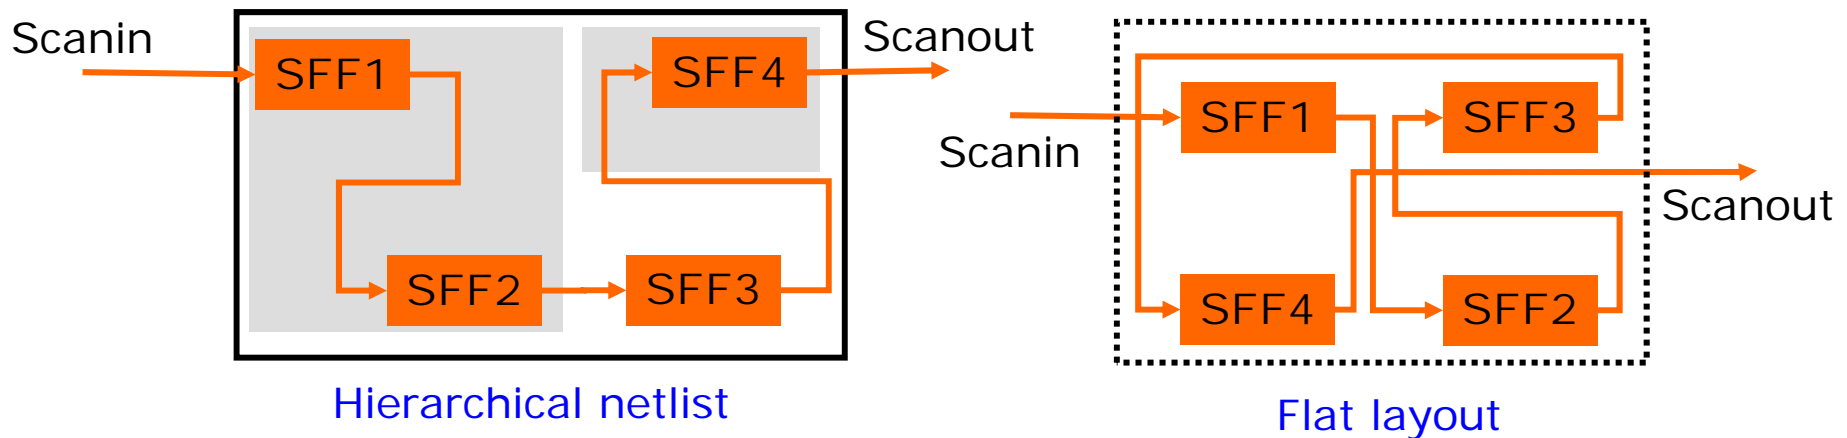 Scanin
SFF1
SFF4
Scanout
SFF2
SFF3
Hierarchical netlist
Scanin
SFF1
SFF3
SFF4
SFF2
Scanout
Flat layout